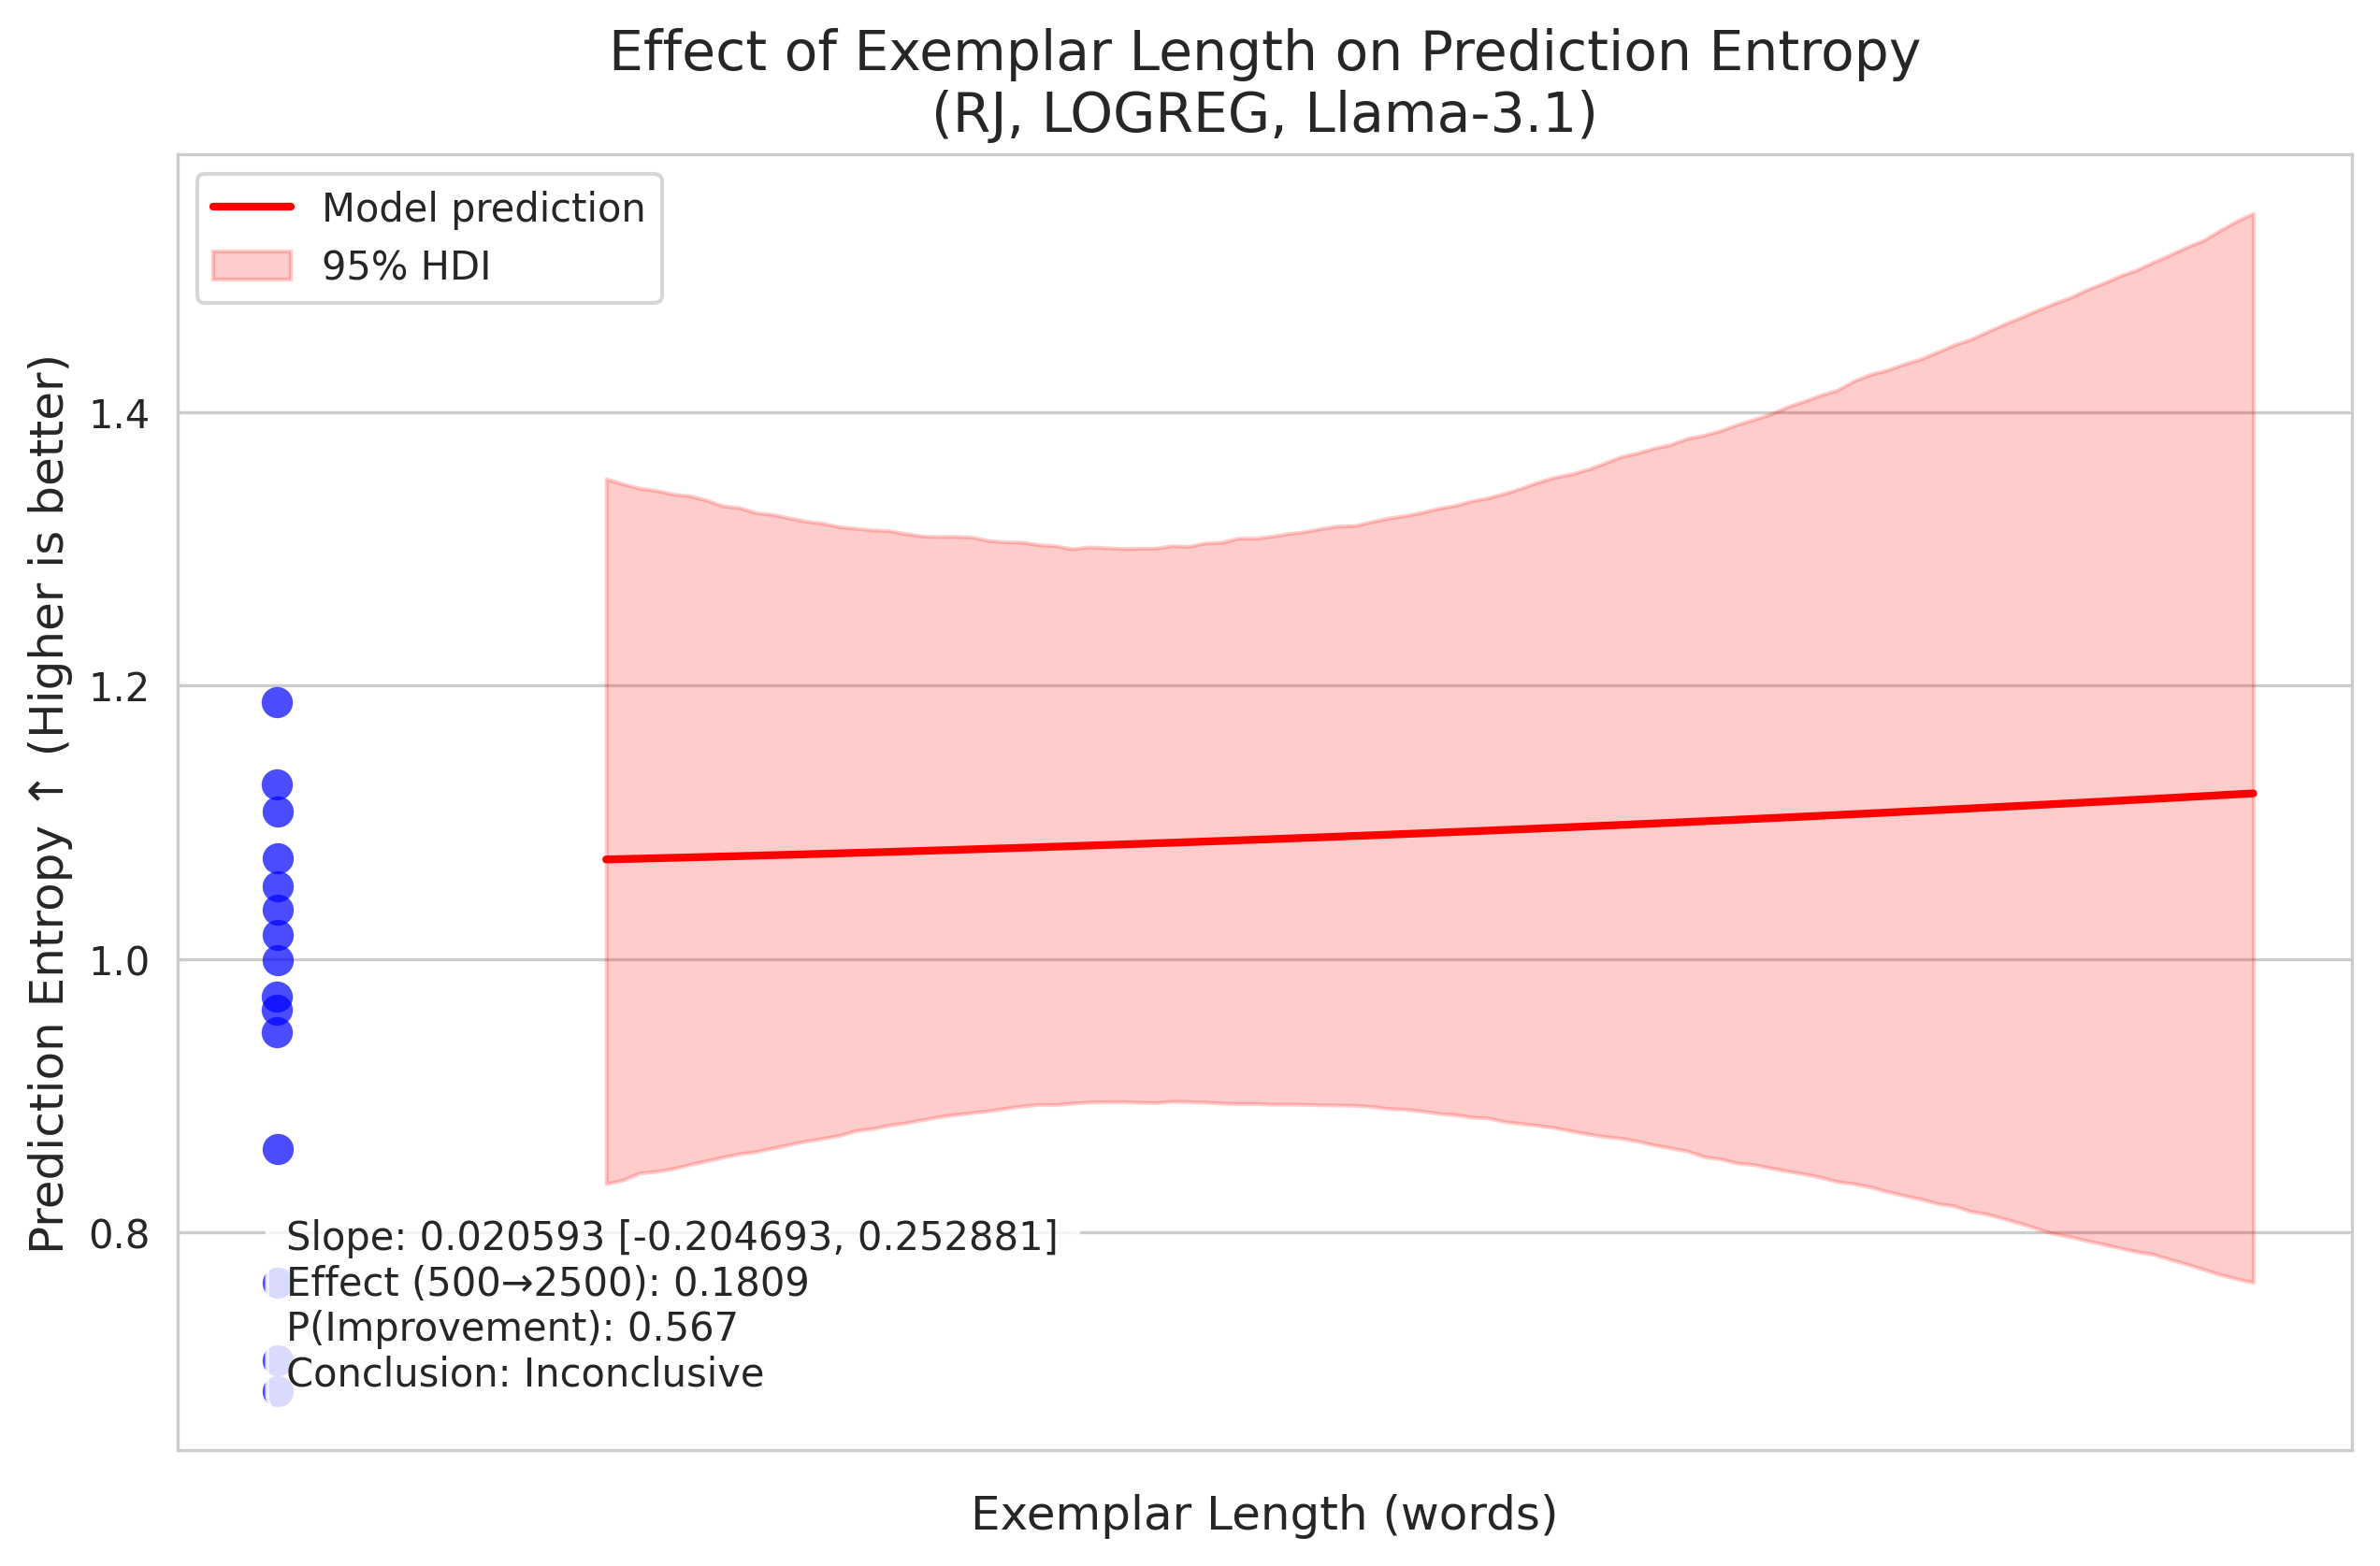 Effect of Exemplar Length on Prediction Entropy
(RJ, LOGREG, Llama-3.1)
Model prediction
95% HDI
Prediction Entropy ↑ (Higher is better)
1.4
1.2
1.0
0.8
Slope: 0.020593 [-0.204693, 0.252881]
Effect (500→2500): 0.1809
P(Improvement): 0.567
Conclusion: Inconclusive
Exemplar Length (words)